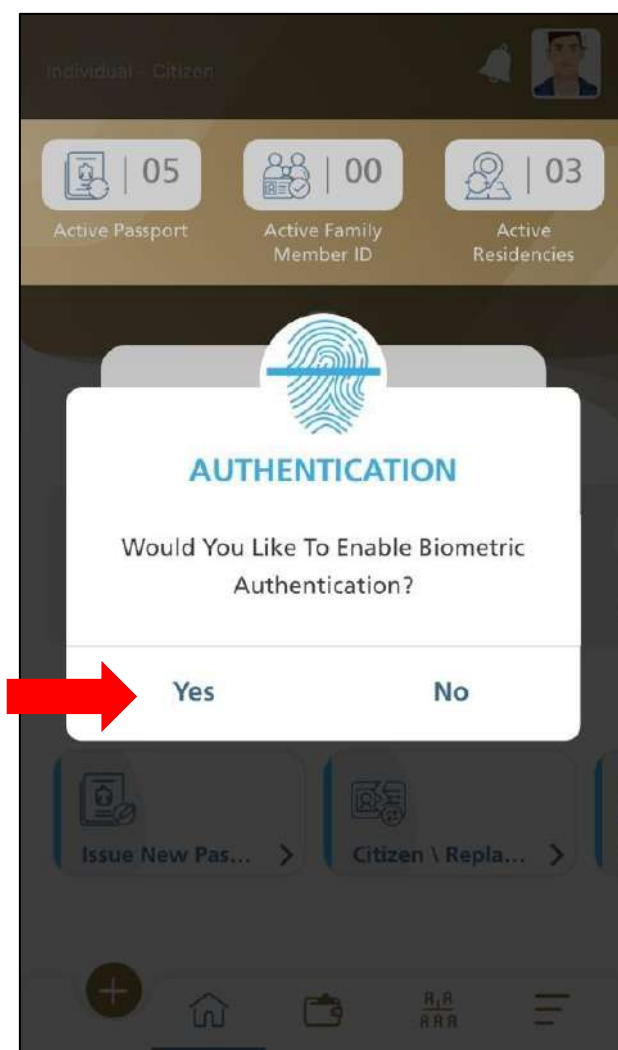 Individual - Citizen
05
00
03
Active Passport
Active Family
Member ID
Active
Residencies
AUTHENTICATION
Would You Like To Enable Biometric
Authentication?
Yes
No
Issue New Pas...
Citizen \ Repla...